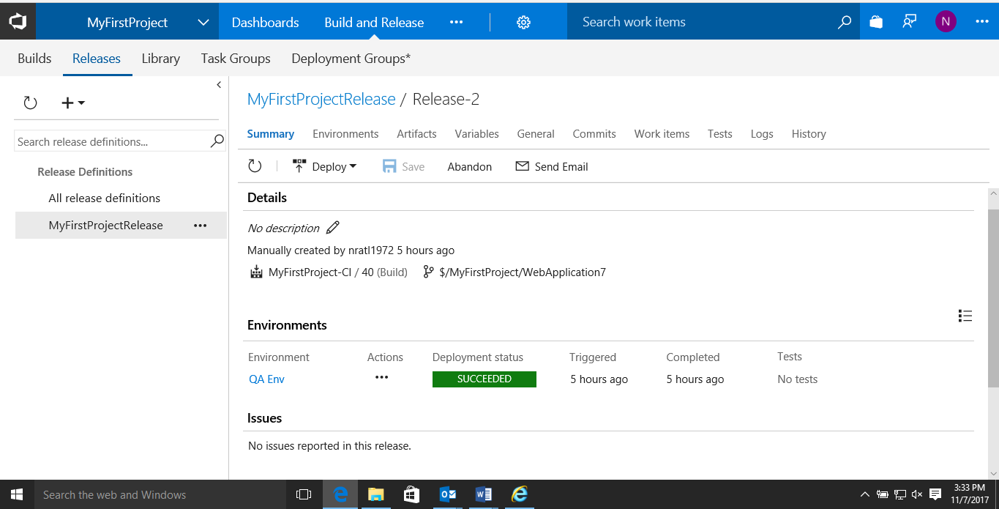 MyFirstProject Dashboards Build and Release ... Search work items N ...
Builds Releases Library Task Groups Deployment Groups*
MyFirstProjectRelease / Release-2
Summary Environments Artifacts Variables General Commits Work items Tests Logs History
Search release definitions...
Deploy Save Abandon Send Email
Release Definitions
All release definitions
MyFirstProjectRelease ...
Details
No description
Manually created by nratl1972 5 hours ago
MyFirstProject-CI / 40 (Build) $/MyFirstProject/WebApplication7
Environments
Environment Actions Deployment status Triggered Completed Tests
QA Env ... SUCCEEDED 5 hours ago 5 hours ago No tests
Issues
No issues reported in this release.
Search the web and Windows
3:33 PM
11/7/2017